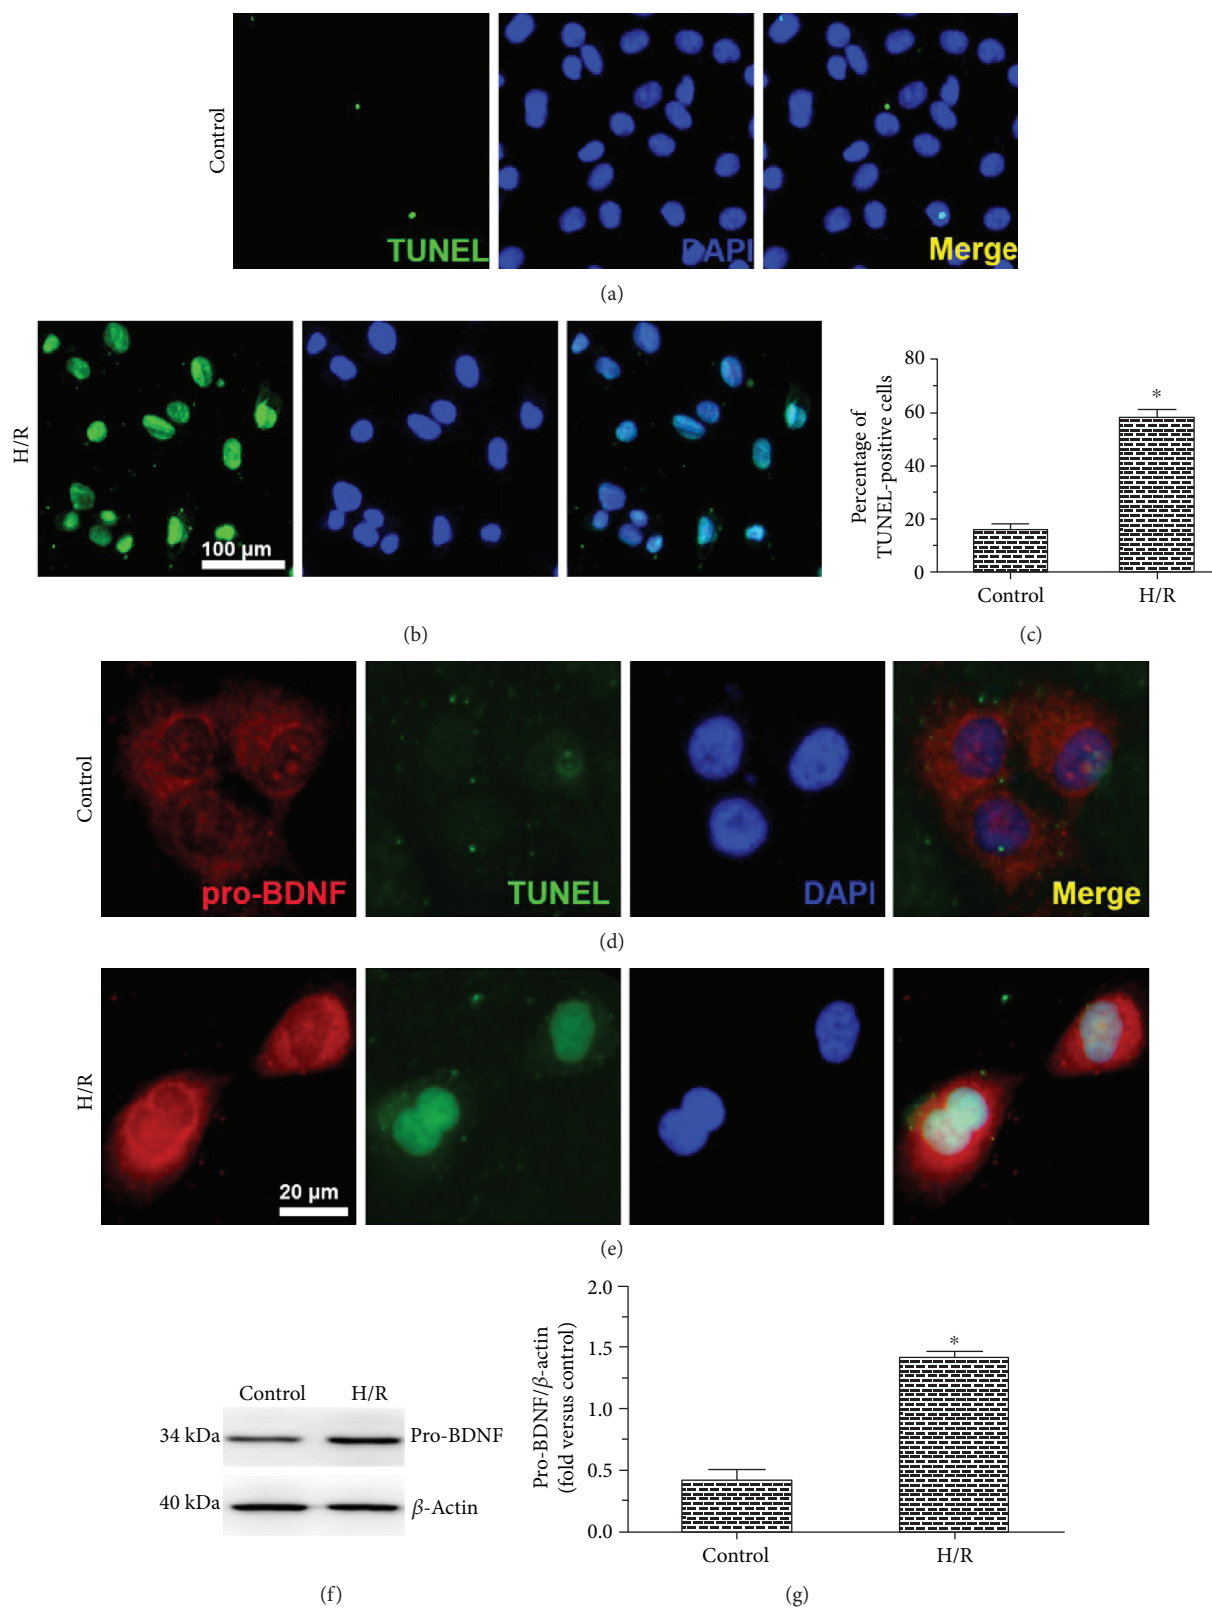 Control
TUNEL
DAPI
Merge
(a)
H/R
100 µm
(b)
Percentage of
TUNEL-positive cells
80
60
40
20
0
*
Control
H/R
(c)
Control
pro-BDNF
TUNEL
DAPI
Merge
(d)
H/R
20 µm
(e)
Control
H/R
34 kDa
Pro-BDNF
40 kDa
β-Actin
(f)
Pro-BDNF/β-actin
(fold versus control)
2.0
1.5
1.0
0.5
0.0
*
Control
H/R
(g)